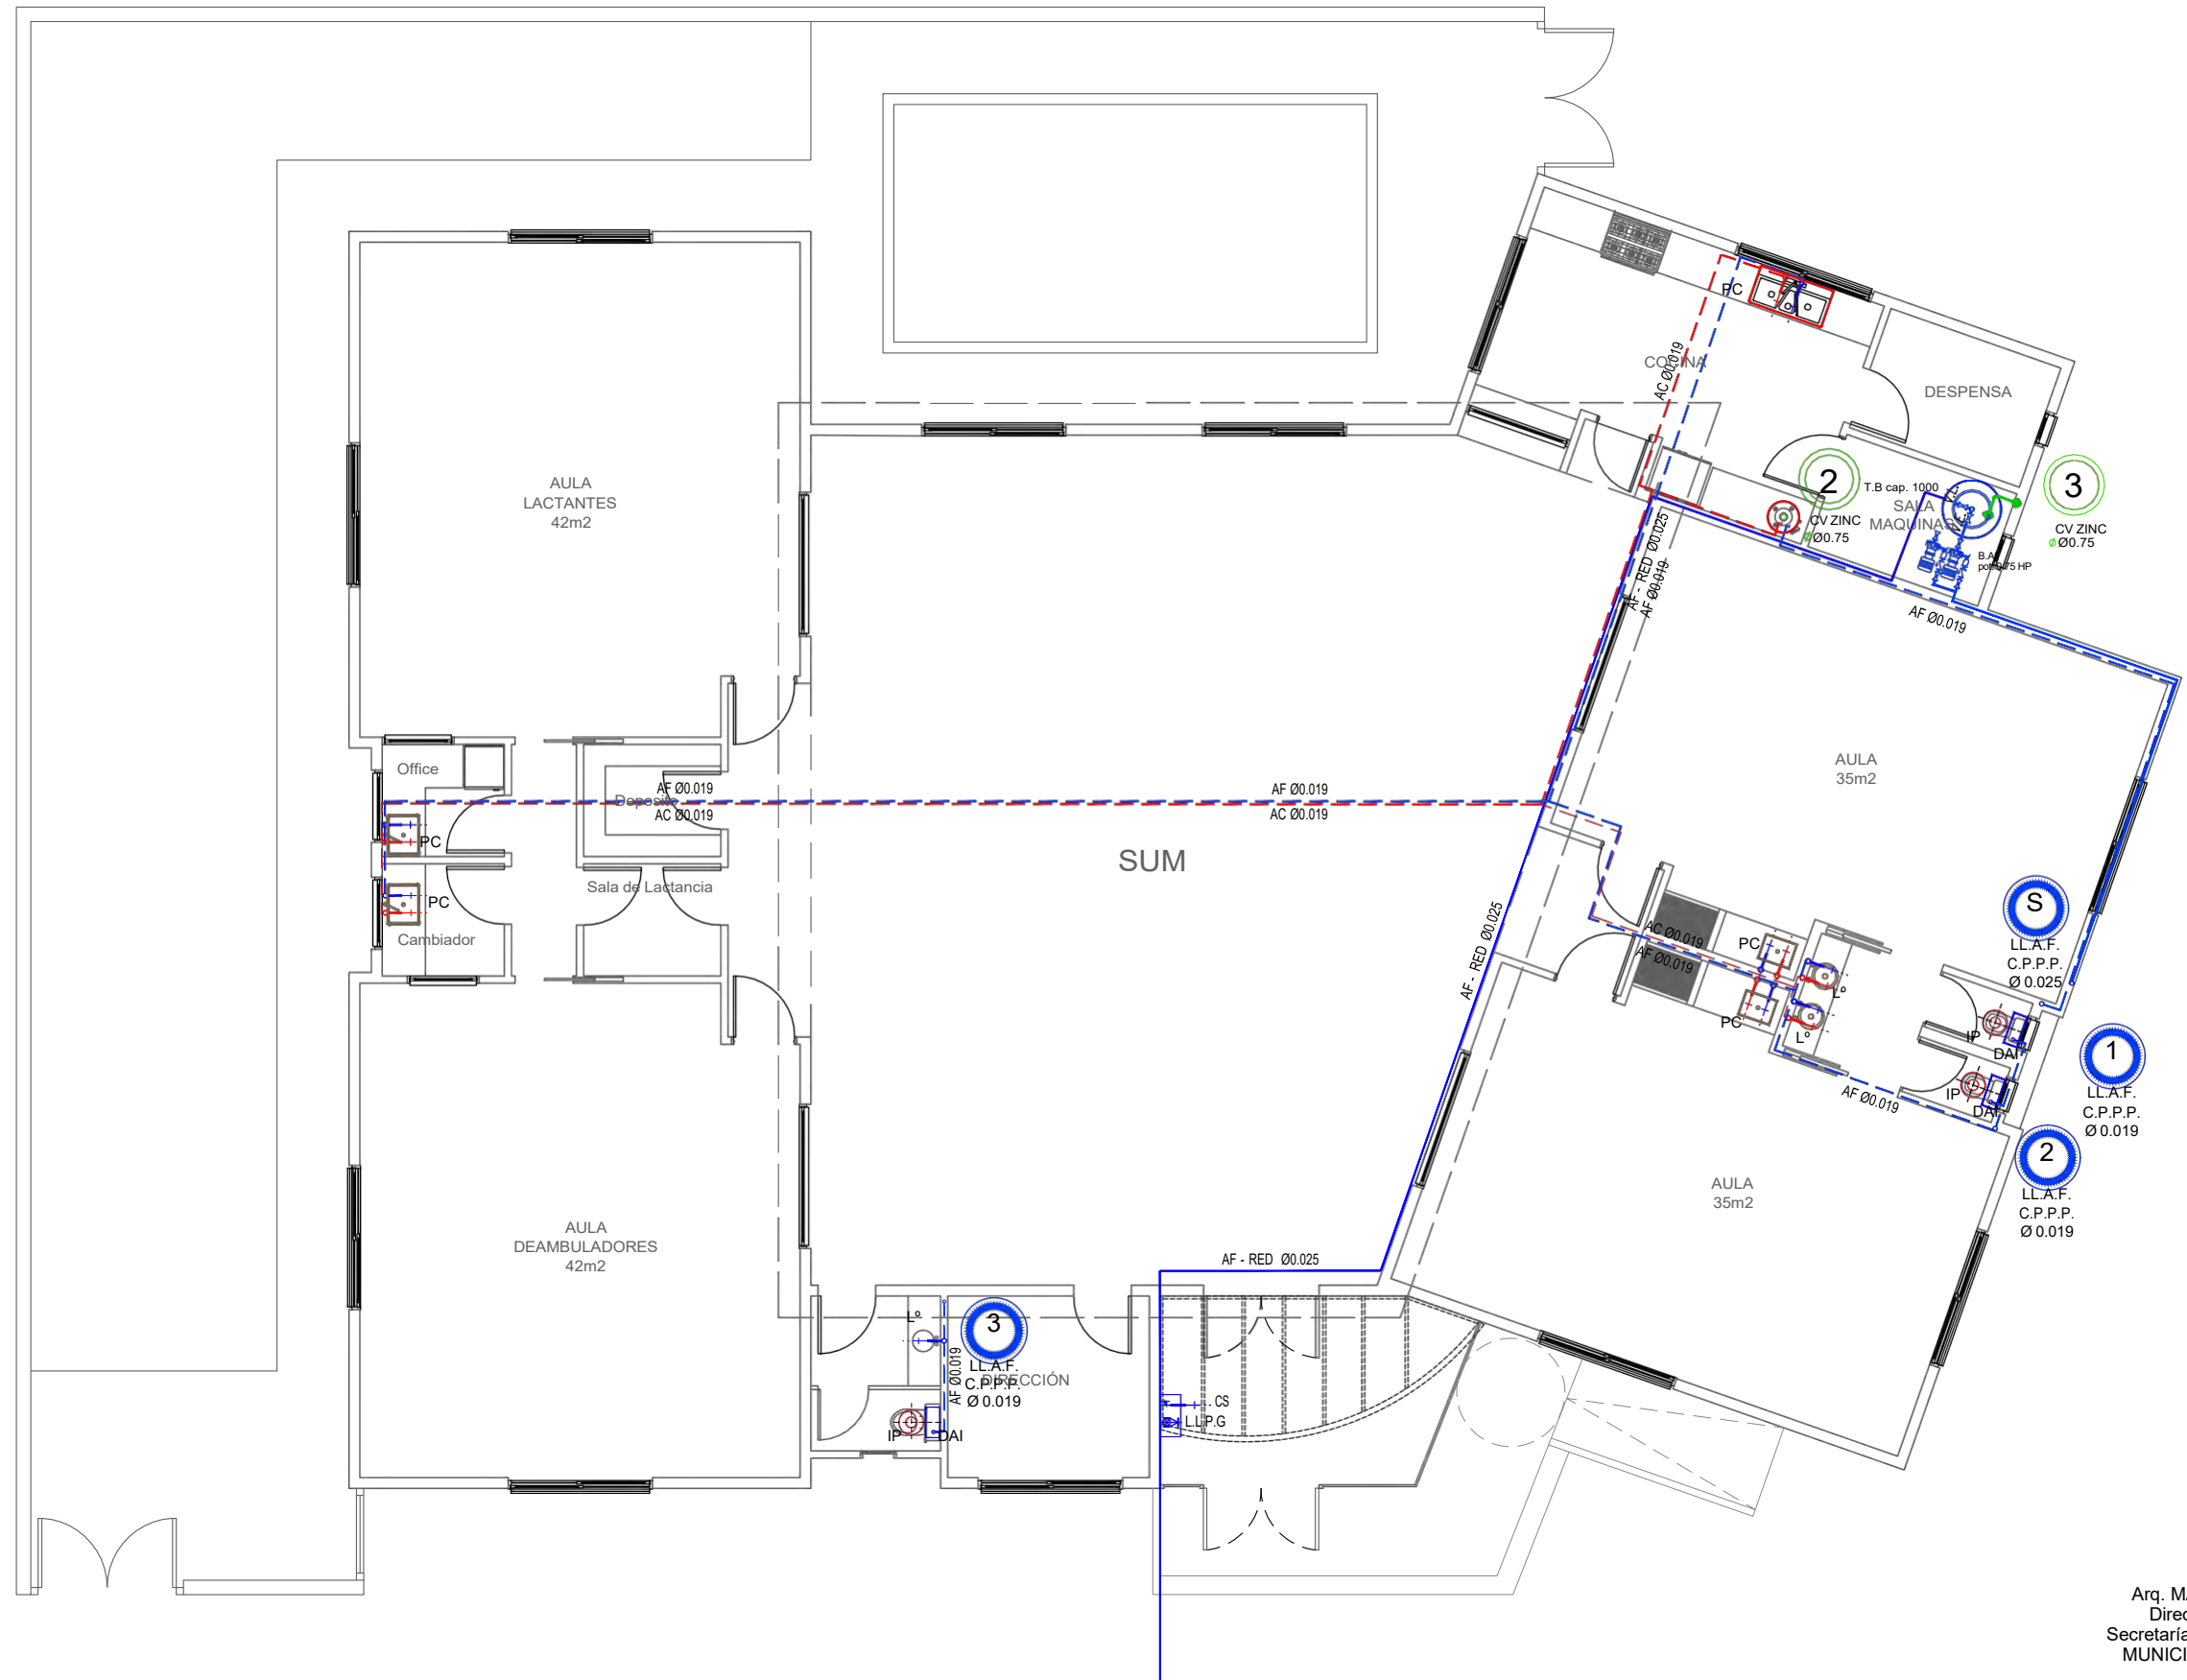 PC
COCINA
AC Ø0.019
DESPENSA
2
T.B cap. 1000
V.L.
SALA
MAQUINAS
V.E.
3
CV ZINC
Ø0.75
CV ZINC
Ø0.75
AULA
LACTANTES
42m2
AF - RED Ø0.025
AF Ø0.019
AF Ø0.019
Office
Deposito
AF Ø0.019
AC Ø0.019
AF Ø0.019
AC Ø0.019
AULA
35m2
PC
SUM
Sala de Lactancia
PC
Cambiador
AF - RED Ø0.025
AC Ø0.019
AF Ø0.019
PC
Lº
PC
Lº
S
LL.A.F.
C.P.P.P.
Ø 0.025
IP
DAI
IP
DAI
1
LL.A.F.
C.P.P.P.
Ø 0.019
AF Ø0.019
2
LL.A.F.
C.P.P.P.
Ø 0.019
AULA
35m2
AULA
DEAMBULADORES
42m2
AF - RED Ø0.025
Lº
3
LL.A.F.
C.P.P.P.
Ø 0.019
DIRECCIÓN
AF Ø0.019
IP
DAI
CS
L.L.P.G
Arq.
Secretaría